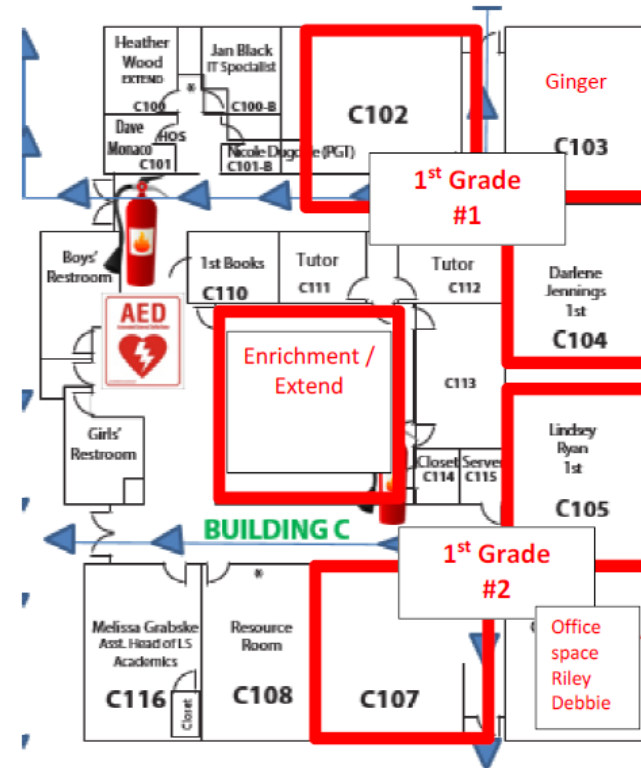 Heather
Wood
EXTEND
C100
Jan Black
IT Specialist
C100-B
C102
Ginger
C103
Dave
Monaco
HOS
C101
C101-B
1st Grade
#1
Boys'
Restroom
1st Books
C110
Tutor
C111
Tutor
C112
Darlene
Jennings
1st
C104
AED
Enrichment /
Extend
C113
Girls'
Restroom
Closet
C114
Server
C115
Lindsey
Ryan
1st
C105
BUILDING C
1st Grade
#2
Melissa Grabske
Asst. Head of LS
Academics
C116
Closet
Resource
Room
C108
C107
Office
space
Riley
Debbie